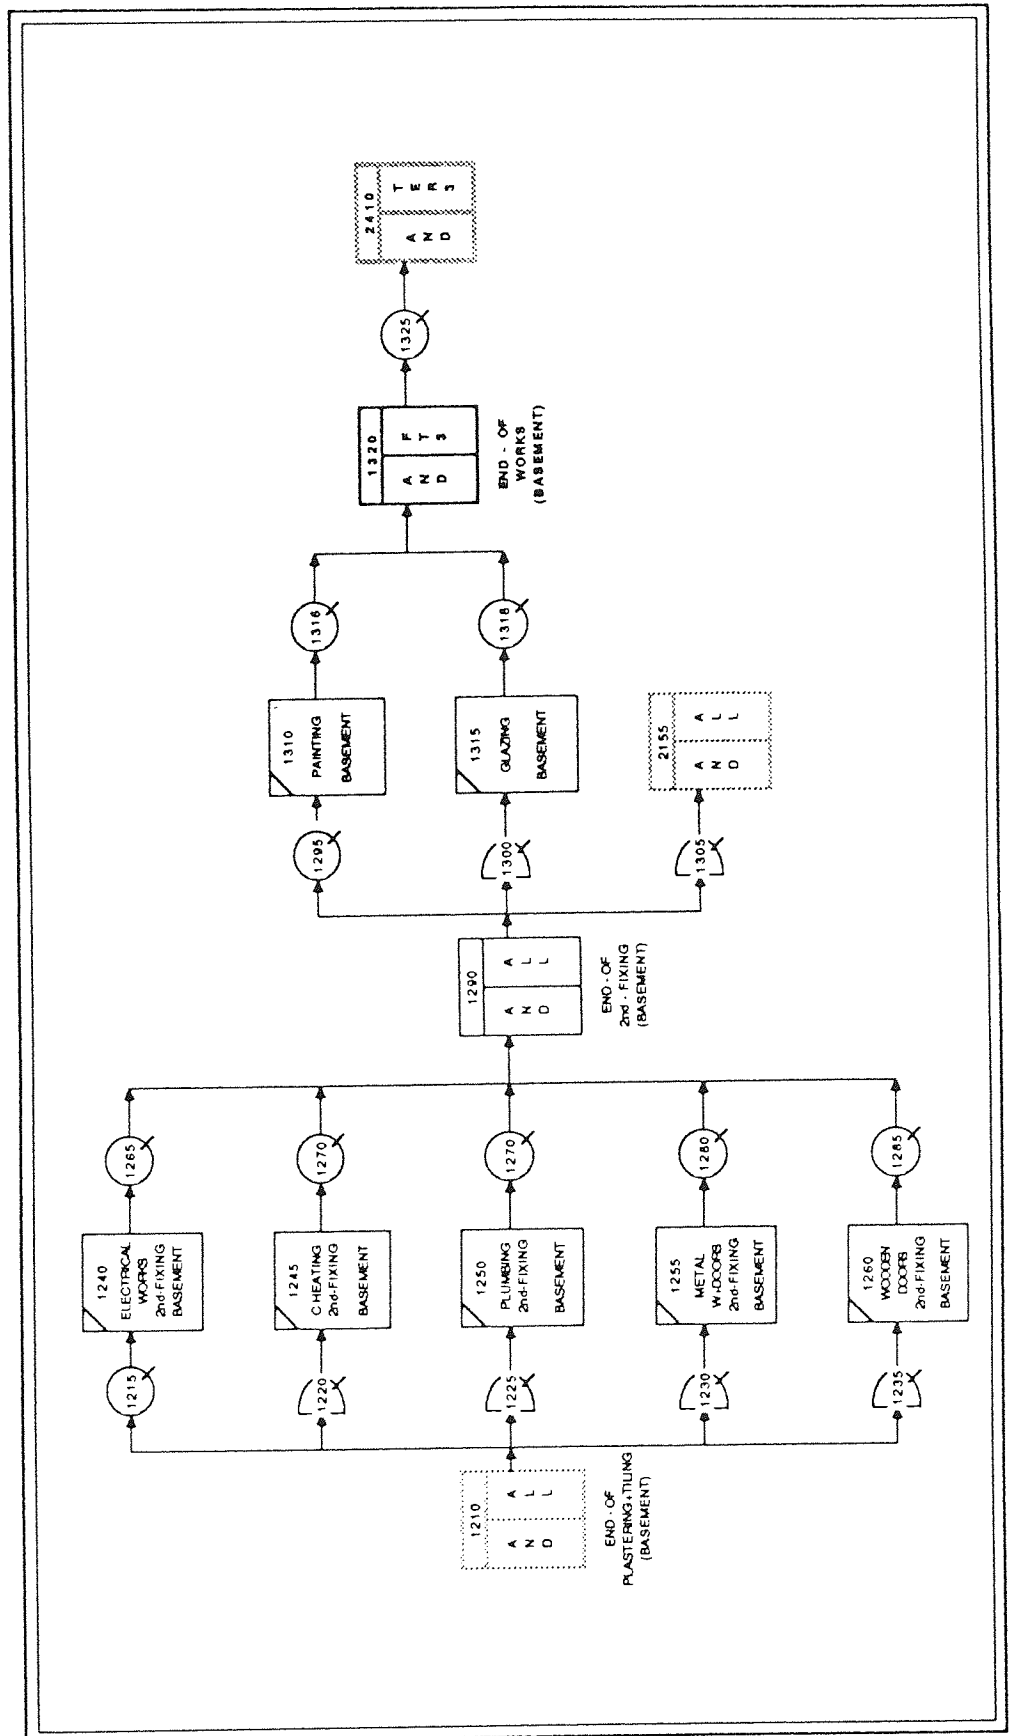 1210
A N D
A L L
END - OF
PLASTERING+TILING
(BASEMENT)
1215
1220
1225
1230
1235
1240
ELECTRICAL
WORKS
2nd-FIXING
BASEMENT
1245
C HEATING
2nd-FIXING
BASEMENT
1250
PLUMBING
2nd-FIXING
BASEMENT
1255
METAL
W.DOORS
2nd-FIXING
BASEMENT
1260
WOODEN
DOORS
2nd-FIXING
BASEMENT
1265
1270
1270
1280
1285
1290
A N D
A L L
END - OF
2nd - FIXING
(BASEMENT)
1295
1300
1305
1310
PAINTING
BASEMENT
1315
GLAZING
BASEMENT
2155
A N D
A L L
1316
1318
1320
A N D
F T S
END - OF
WORKS
(BASEMENT)
1325
2410
A N D
T E R S